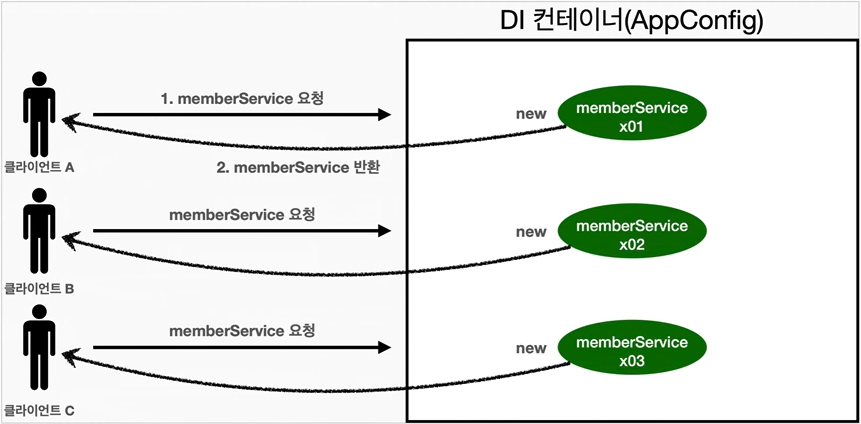 DI 컨테이너(AppConfig)
1. memberService 요청
new
memberService
x01
클라이언트 A
2. memberService 반환
memberService 요청
new
memberService
x02
클라이언트 B
memberService 요청
new
memberService
x03
클라이언트 C